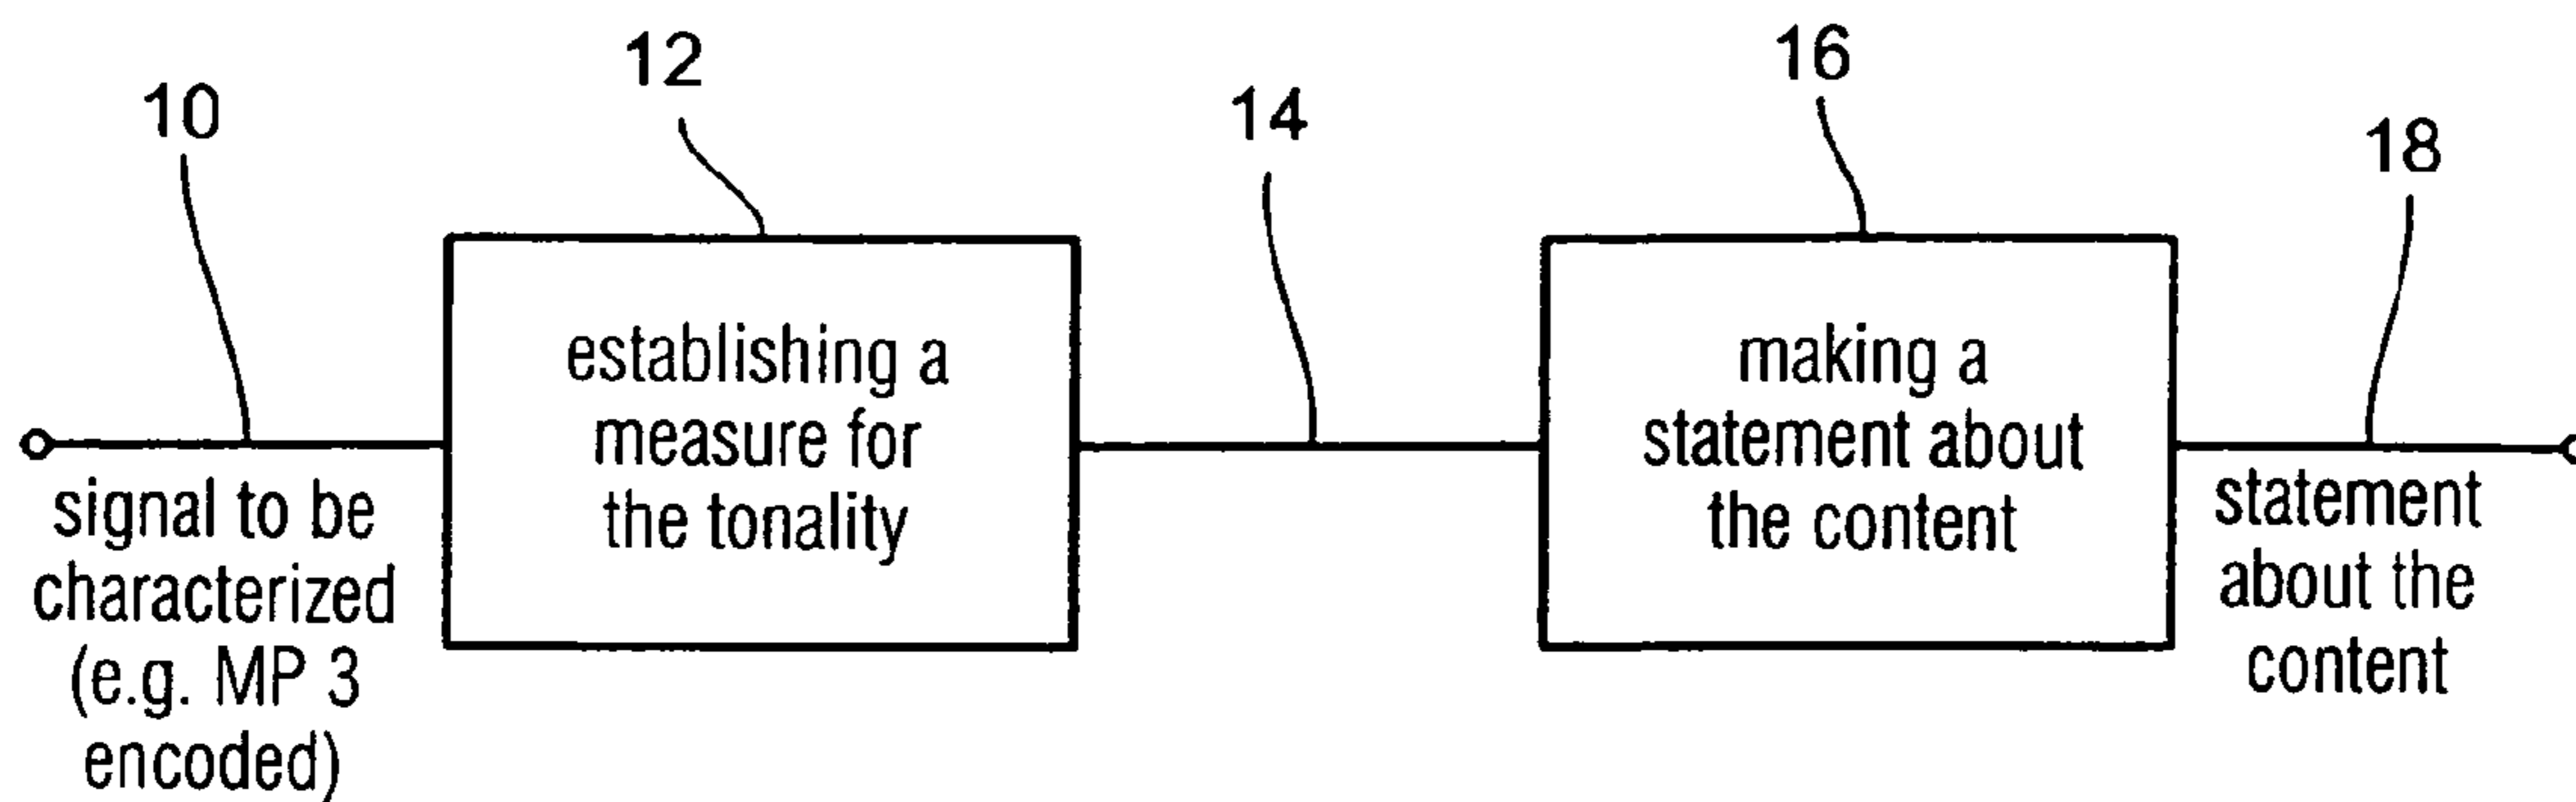 10
12
14
16
18
signal to be
characterized
(e.g. MP 3
encoded)
establishing a
measure for
the tonality
making a
statement about
the content
statement
about the
content